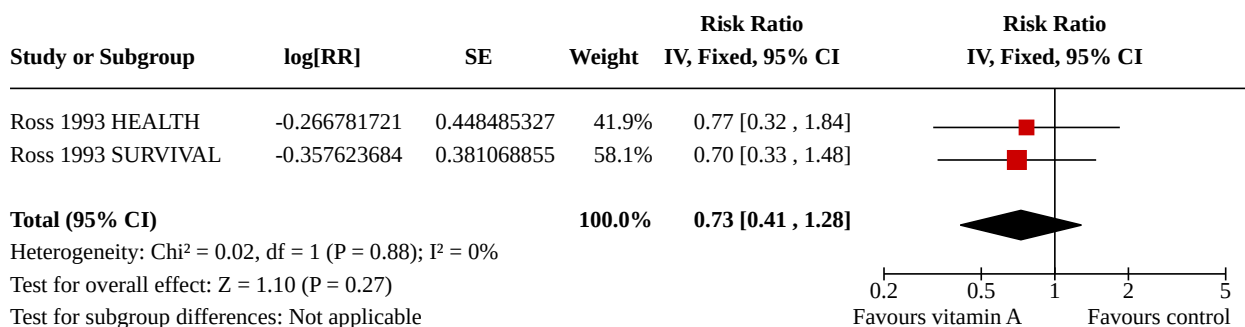 Risk Ratio Risk Ratio
Study or Subgroup log[RR] SE Weight IV, Fixed, 95% CI IV, Fixed, 95% CI
Ross 1993 HEALTH -0.266781721 0.448485327 41.9% 0.77 [0.32 , 1.84]
Ross 1993 SURVIVAL -0.357623684 0.381068855 58.1% 0.70 [0.33 , 1.48]
Total (95% CI) 100.0% 0.73 [0.41 , 1.28]
Heterogeneity: Chi² = 0.02, df = 1 (P = 0.88); I² = 0%
Test for overall effect: Z = 1.10 (P = 0.27)
0.2 0.5 1 2 5
Test for subgroup differences: Not applicable Favours vitamin A Favours control